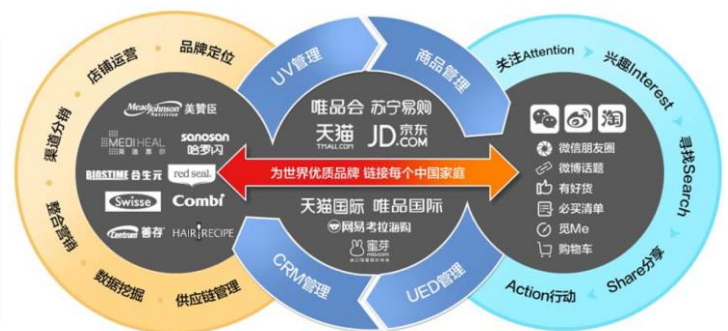 品牌定位
店铺运营
渠道分销
整合营销
数据挖掘
供应链管理
MeadJohnson
Nutrition
美赞臣
MEDIHEAL
美迪惠尔
sanosan
哈罗闪
BIOSTIME 合生元
red seal.
Swisse
Combi
Centrum 善存
HAIR RECIPE
UV管理
商品管理
唯品会 苏宁易购
天猫
TMALL.COM
JD.京东
.COM
为世界优质品牌 链接每个中国家庭
天猫国际 唯品国际
网易考拉海购
蜜芽
mia.com
CRM管理
UED管理
关注Attention
兴趣Interest
寻找Search
Share分享
Action行动
淘
微信朋友圈
微博话题
有好货
必买清单
觅Me
购物车